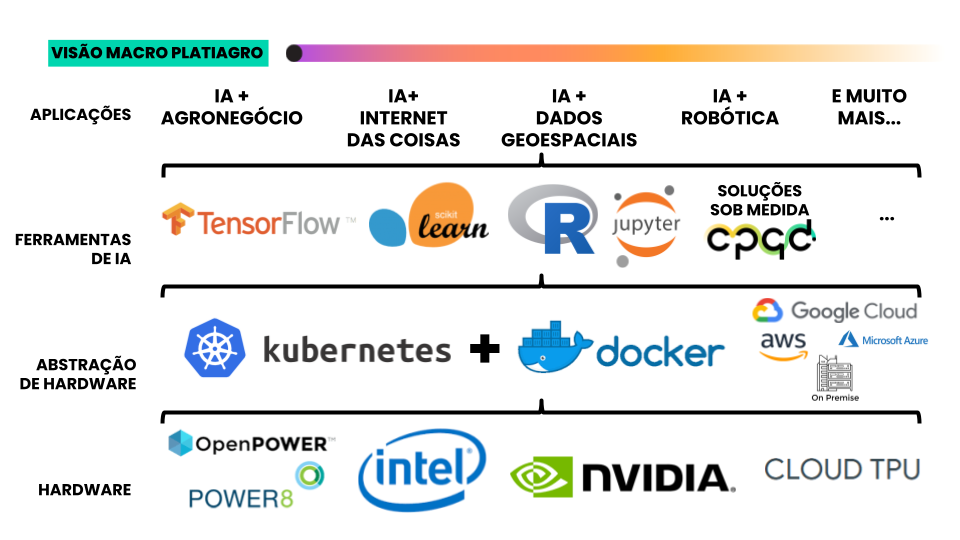 VISÃO MACRO PLATIAGRO
APLICAÇÕES
IA +
AGRONEGÓCIO
IA+
INTERNET
DAS COISAS
IA +
DADOS
GEOESPACIAIS
IA +
ROBÓTICA
E MUITO
MAIS...
FERRAMENTAS
DE IA
TensorFlow ™
scikit
learn
R
jupyter
SOLUÇÕES
SOB MEDIDA
cpqd
...
ABSTRAÇÃO
DE HARDWARE
kubernetes
+
docker
Google Cloud
aws
Microsoft Azure
On Premise
HARDWARE
OpenPOWER™
POWER8
intel
NVIDIA.
CLOUD TPU